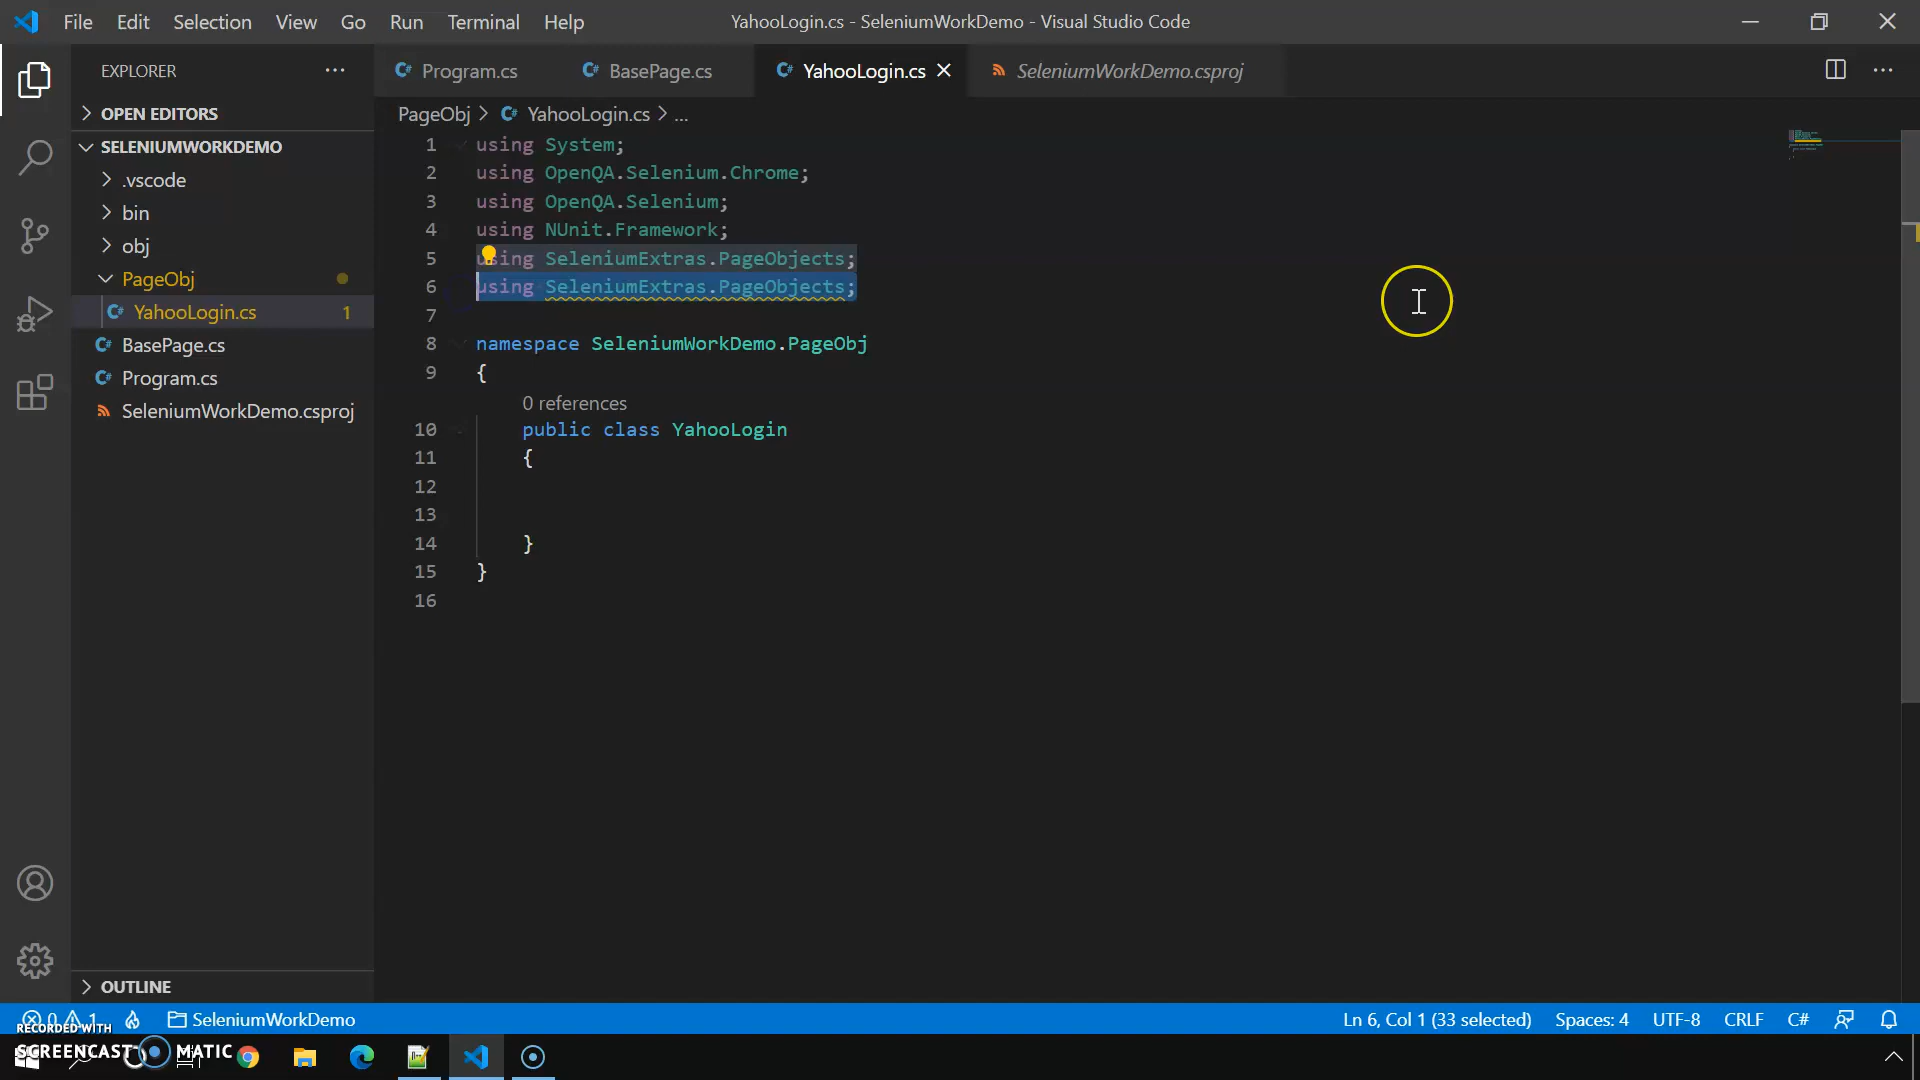 File Edit Selection View Go Run Terminal Help
YahooLogin.cs - SeleniumWorkDemo - Visual Studio Code
EXPLORER
OPEN EDITORS
SELENIUMWORKDEMO
.vscode
bin
obj
PageObj
YahooLogin.cs 1
BasePage.cs
Program.cs
SeleniumWorkDemo.csproj
OUTLINE
Program.cs BasePage.cs YahooLogin.cs SeleniumWorkDemo.csproj
PageObj > YahooLogin.cs > ...
1 using System;
2 using OpenQA.Selenium.Chrome;
3 using OpenQA.Selenium;
4 using NUnit.Framework;
5 using SeleniumExtras.PageObjects;
6 using SeleniumExtras.PageObjects;
7
8 namespace SeleniumWorkDemo.PageObj
9 {
0 references
10 public class YahooLogin
11 {
12
13
14 }
15 }
16
0 1 SeleniumWorkDemo
Ln 6, Col 1 (33 selected) Spaces: 4 UTF-8 CRLF C#
RECORDED WITH
SCREENCAST MATIC